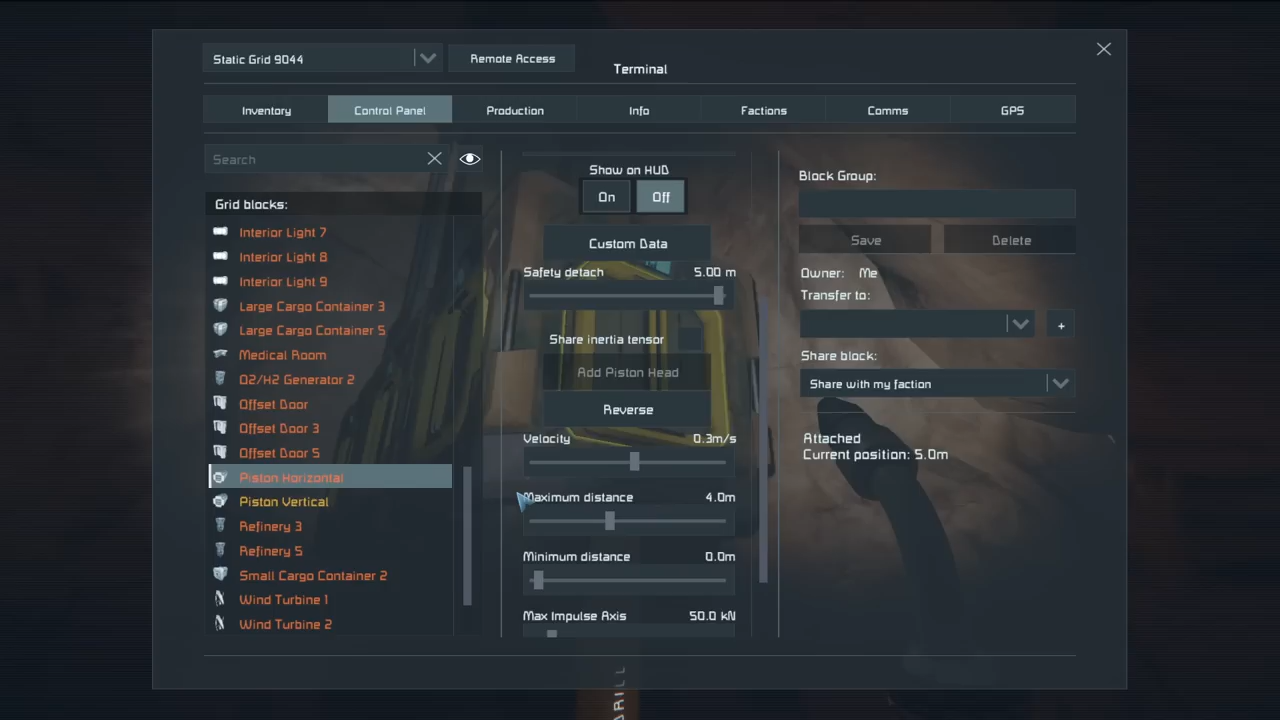 Static Grid 9044
Remote Access
Terminal
Inventory
Control Panel
Production
Info
Factions
Comms
GPS
Search
Grid blocks:
Interior Light 7
Interior Light 8
Interior Light 9
Large Cargo Container 3
Large Cargo Container 5
Medical Room
O2/H2 Generator 2
Offset Door
Offset Door 3
Offset Door 5
Piston Horizontal
Piston Vertical
Refinery 3
Refinery 5
Small Cargo Container 2
Wind Turbine 1
Wind Turbine 2
Show on HUD
On
Off
Custom Data
Safety detach 5.00 m
Share inertia tensor
Add Piston Head
Reverse
Velocity 0.3m/s
Maximum distance 4.0m
Minimum distance 0.0m
Max Impulse Axis 50.0 kN
Block Group:
Save
Delete
Owner: Me
Transfer to:
+
Share block:
Share with my faction
Attached
Current position: 5.0m
DRILL